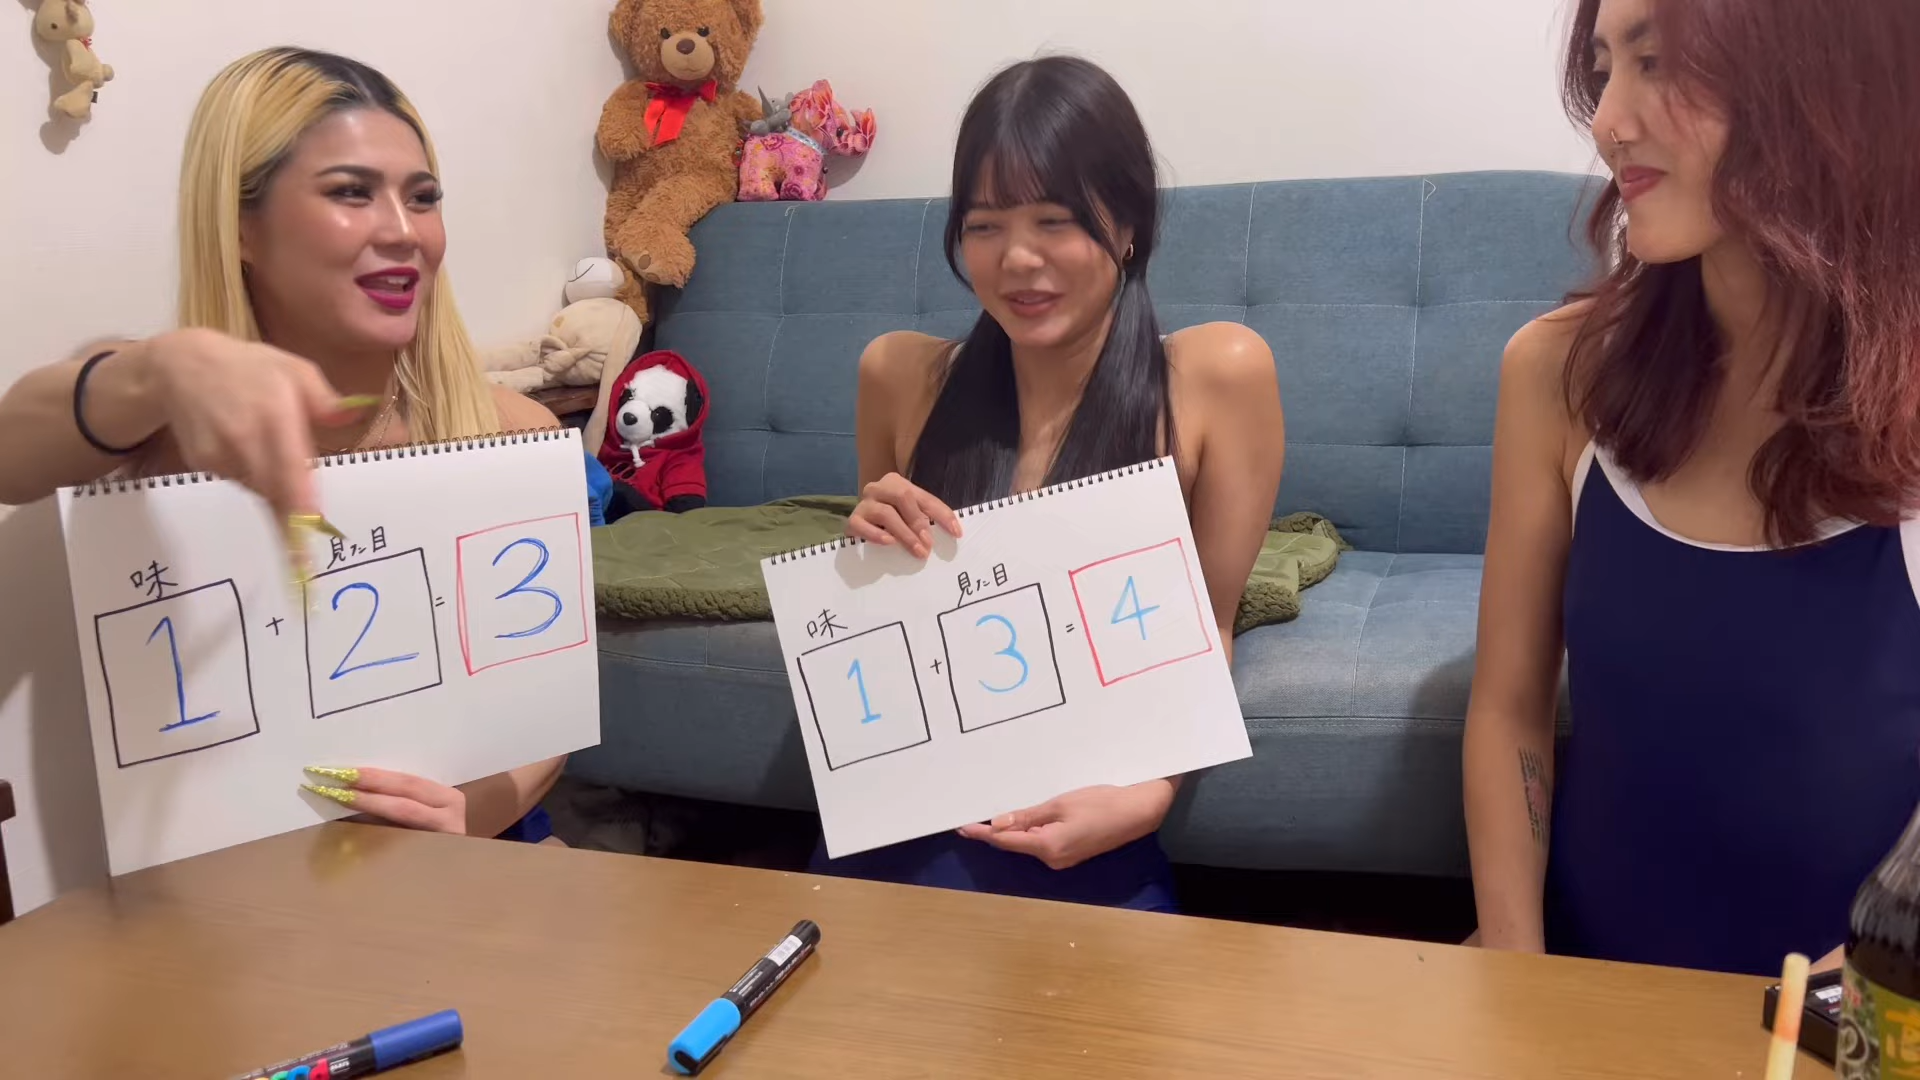 味 見た目
1 + 2 = 3
味 見た目
1 + 3 = 4